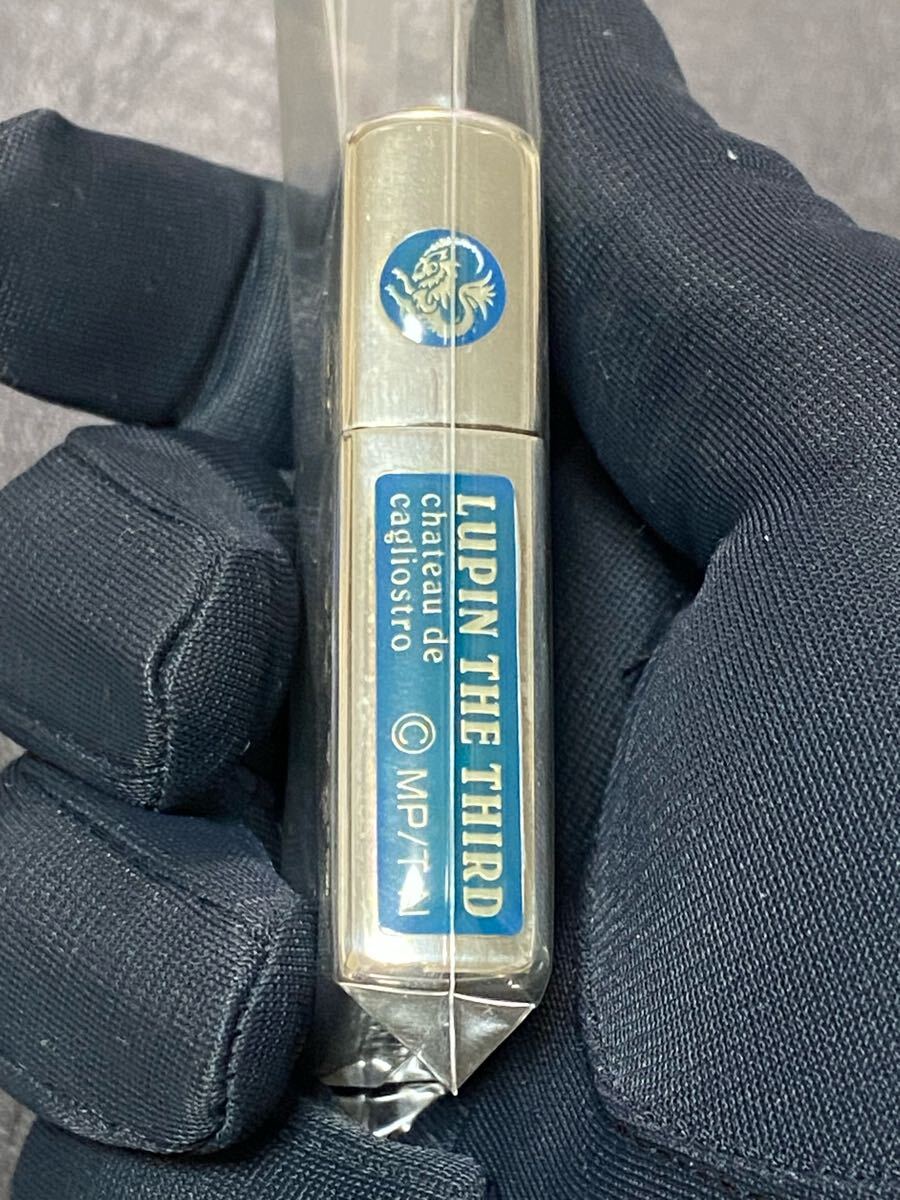 LUPIN THE THIRD
chateau de
cagliostro © MP/T